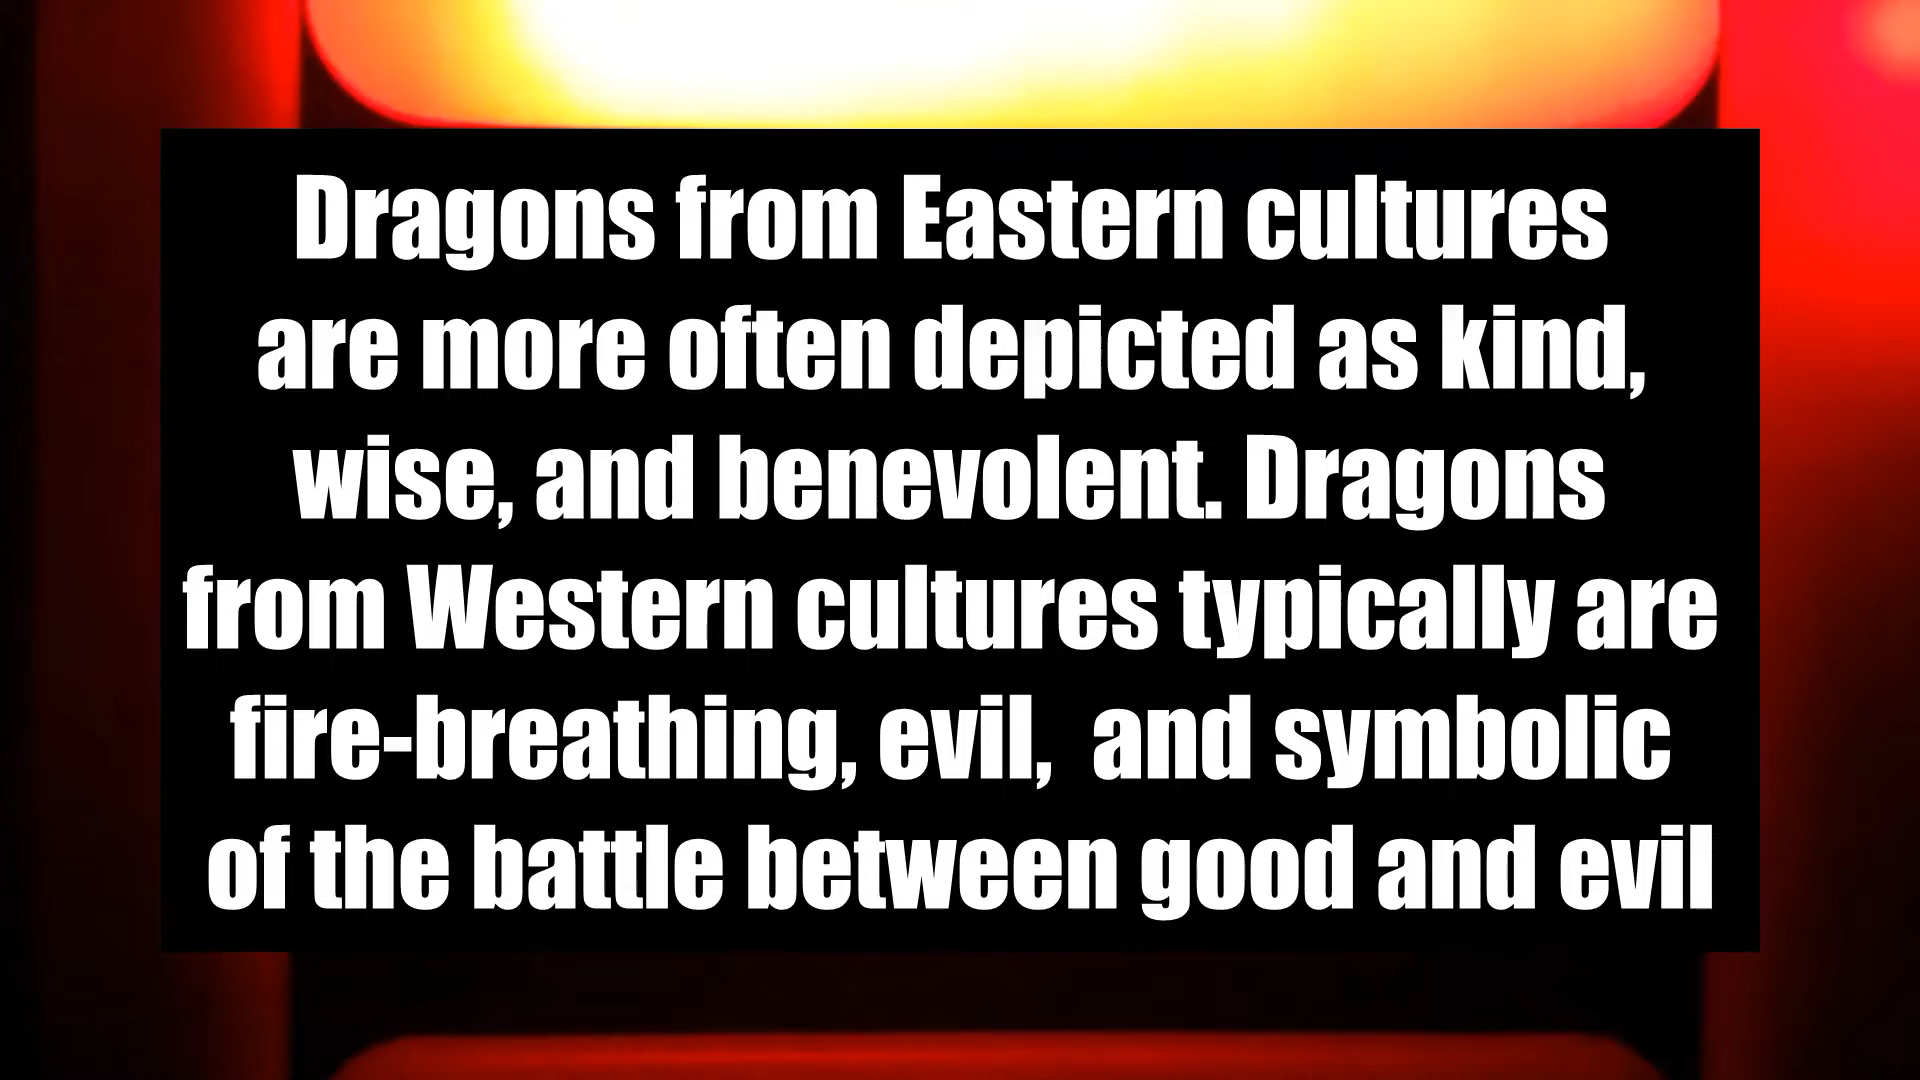 Dragons from Eastern cultures
are more often depicted as kind,
wise, and benevolent. Dragons
from Western cultures typically are
fire-breathing, evil,  and symbolic
of the battle between good and evil